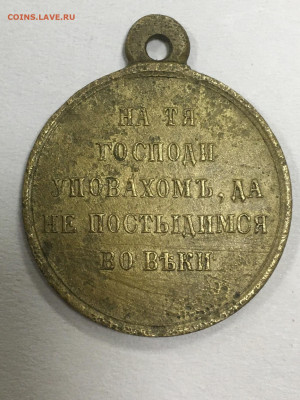 COINS.LAVE.RU
НА ТЯ
ГОСПОДИ
УПОВАХОМЪ, ДА
НЕ ПОСТЫДИМСЯ
ВО ВѢКИ